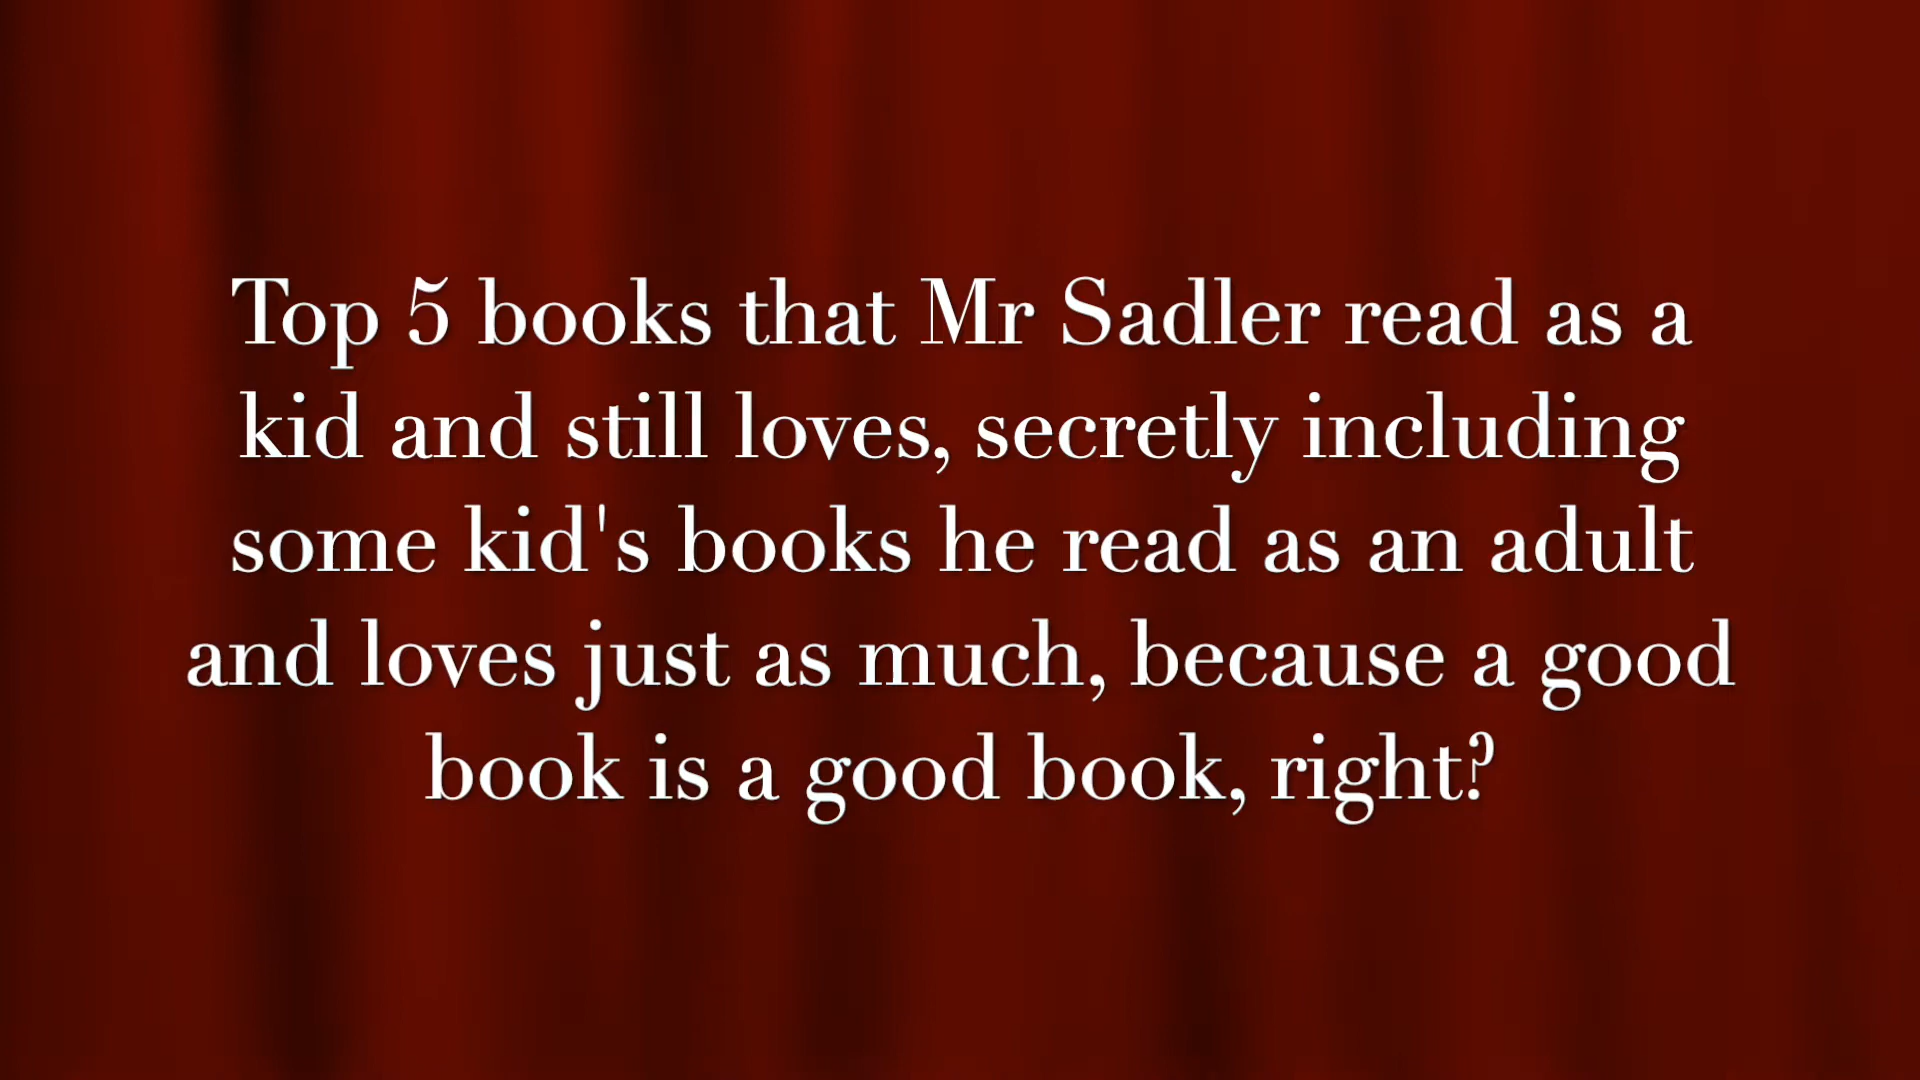 Top 5 books that Mr Sadler read as a
kid and still loves, secretly including
some kid's books he read as an adult
and loves just as much, because a good
book is a good book, right?